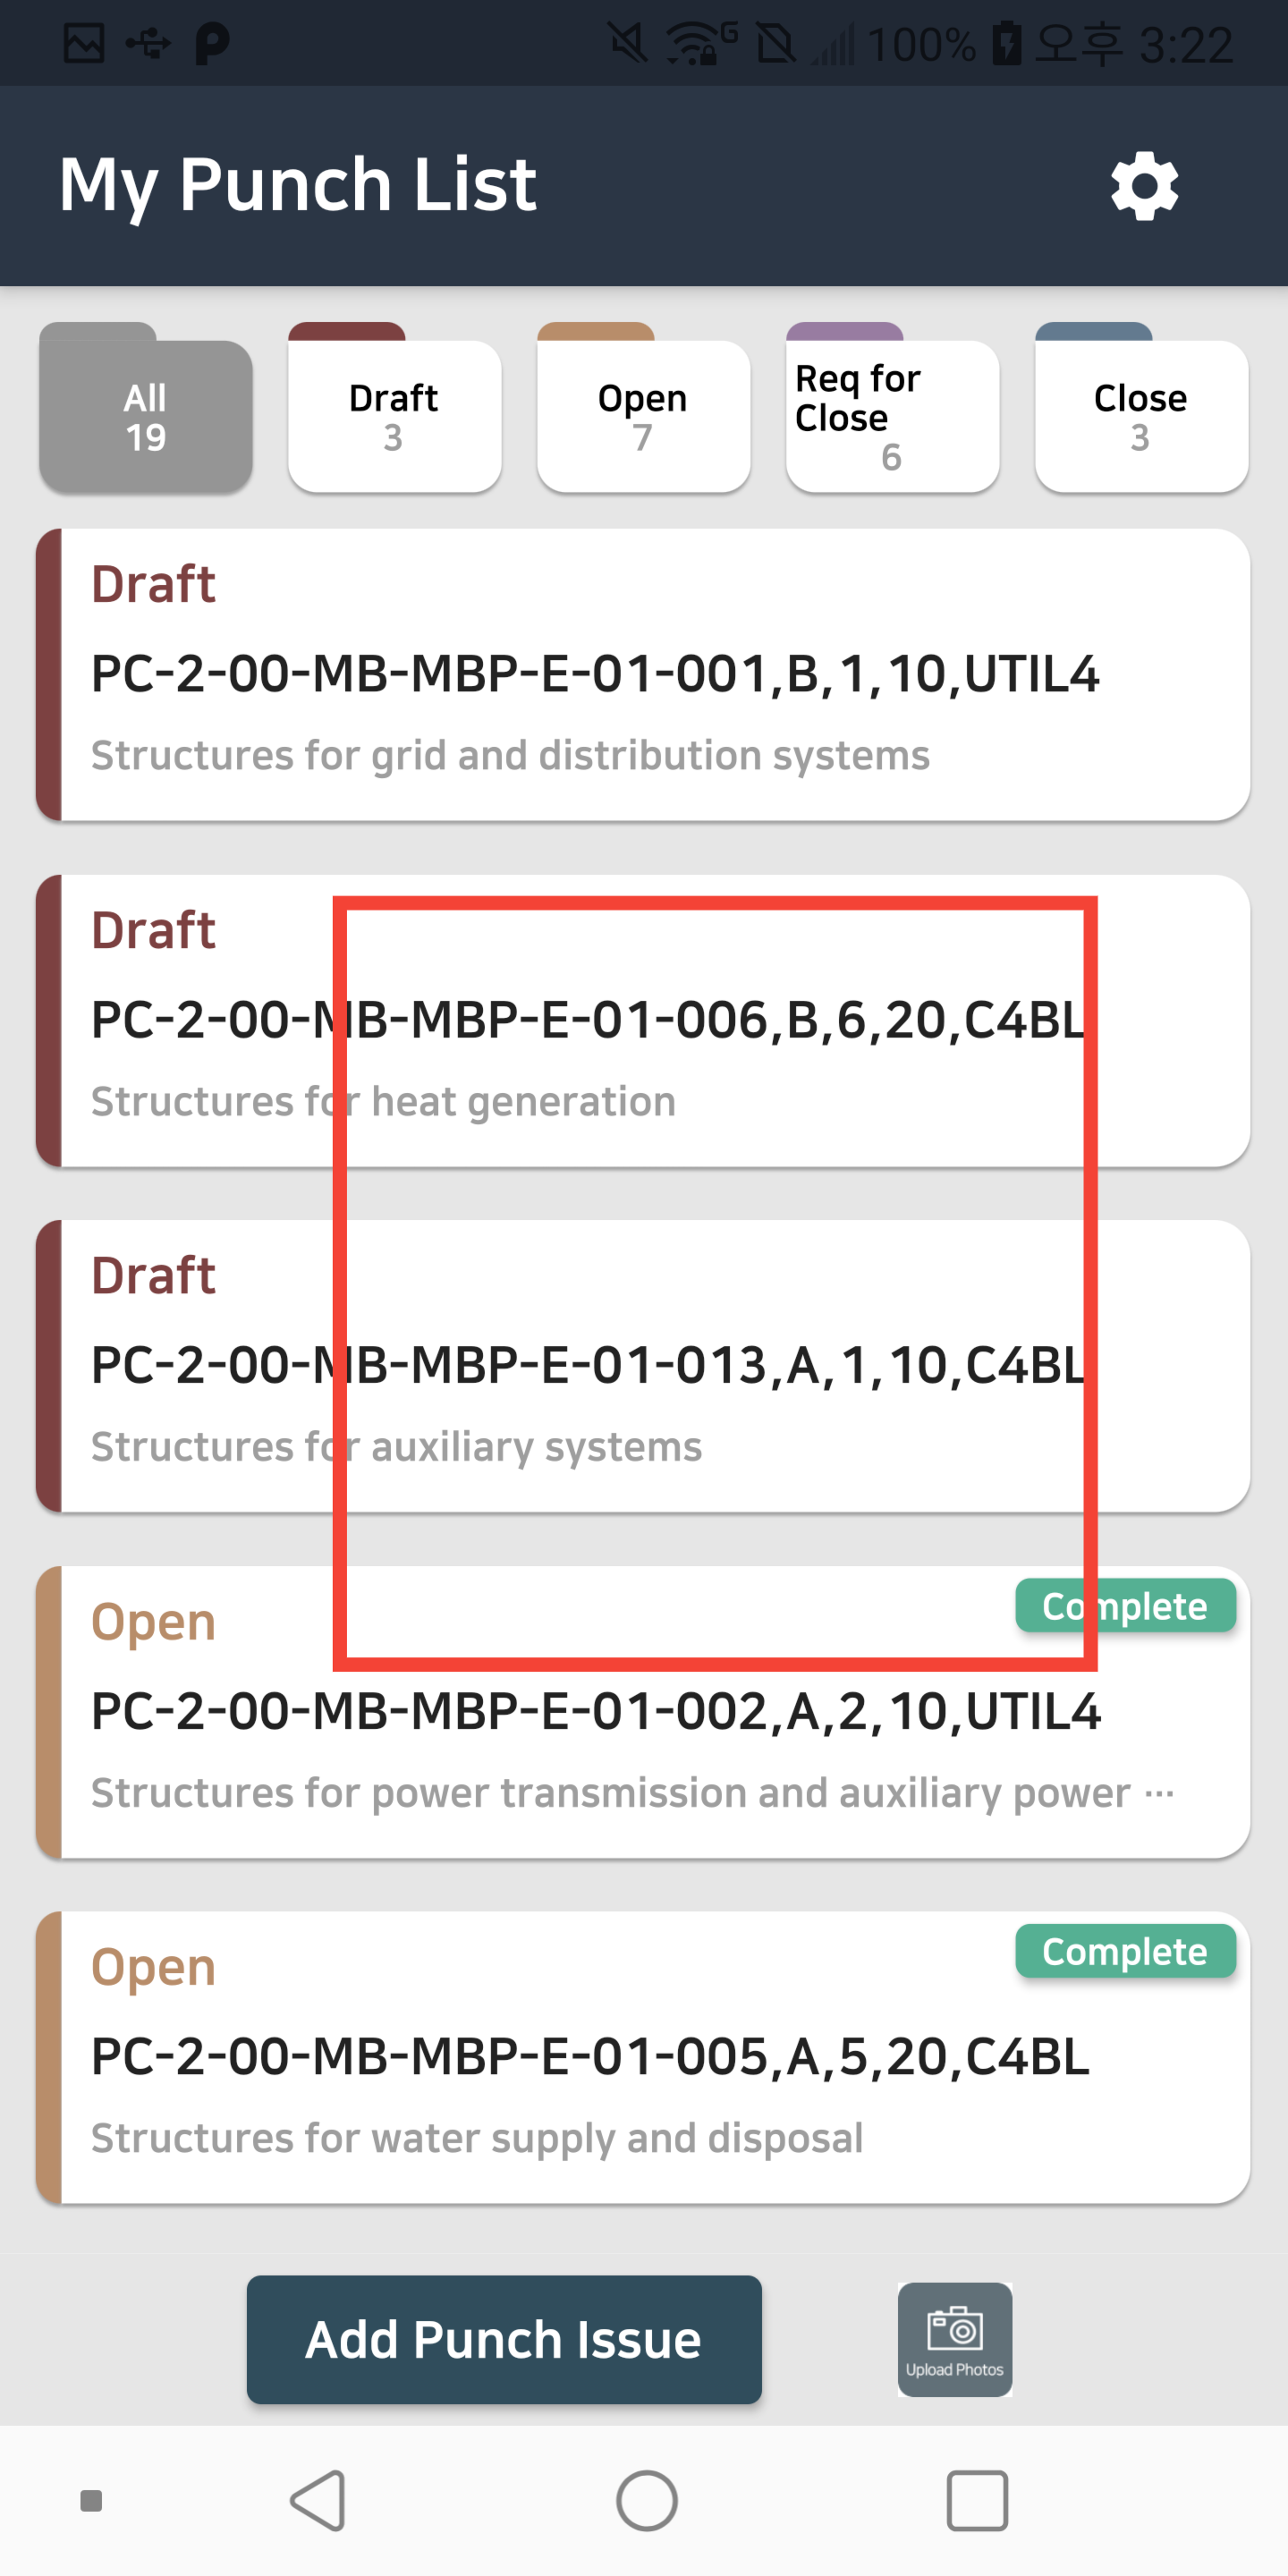 G 100% 오후 3:22
My Punch List
All
19
Draft
3
Open
7
Req for
Close
6
Close
3
Draft
PC-2-00-MB-MBP-E-01-001,B,1,10,UTIL4
Structures for grid and distribution systems
Draft
PC-2-00-MB-MBP-E-01-006,B,6,20,C4BL
Structures for heat generation
Draft
PC-2-00-MB-MBP-E-01-013,A,1,10,C4BL
Structures for auxiliary systems
Open
Complete
PC-2-00-MB-MBP-E-01-002,A,2,10,UTIL4
Structures for power transmission and auxiliary power ...
Open
Complete
PC-2-00-MB-MBP-E-01-005,A,5,20,C4BL
Structures for water supply and disposal
Add Punch Issue
Upload Photos